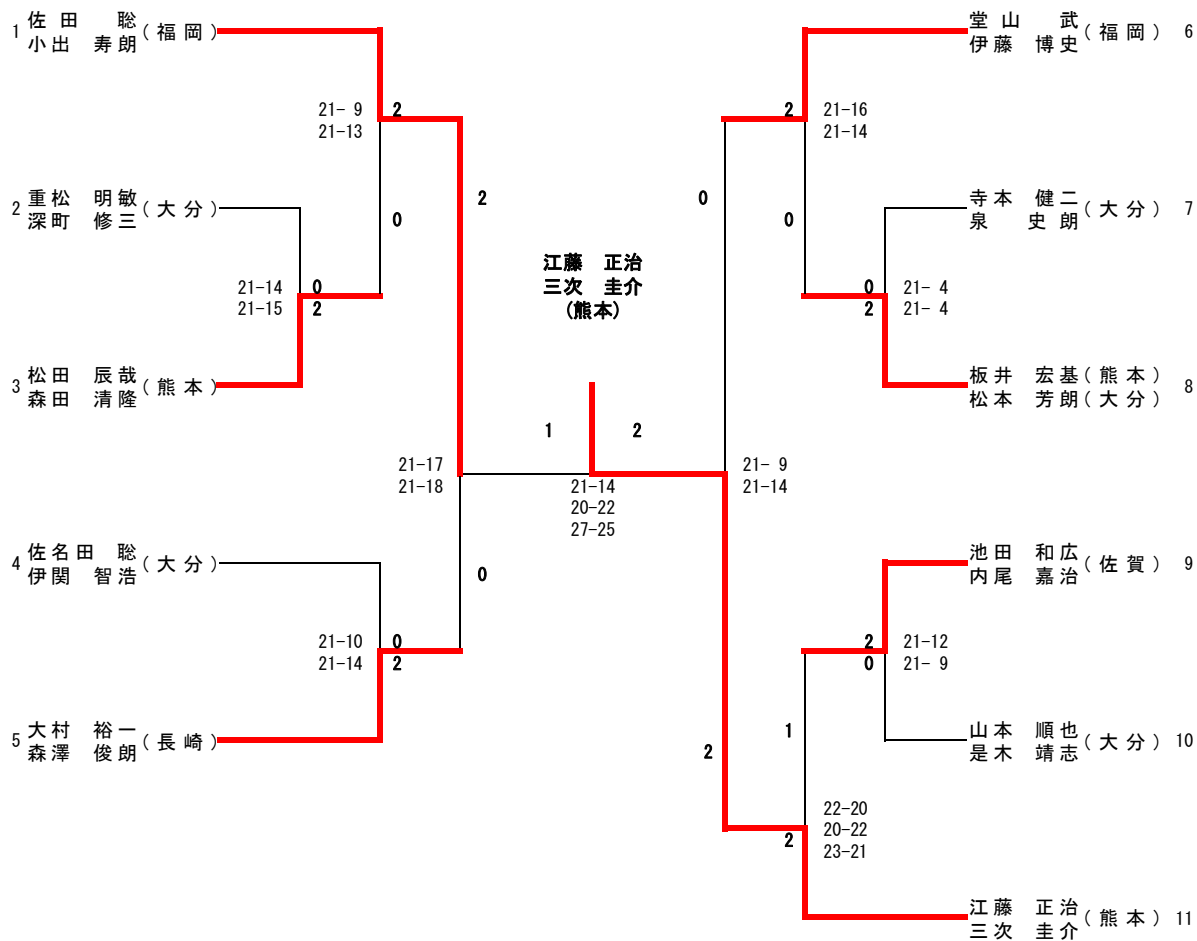 1 佐田 聡
小出 寿朗 (福岡)
21- 9 2
21-13
2 重松 明敏
深町 修三 (大分)
0
2
21-14 0
21-15 2
3 松田 辰哉
森田 清隆 (熊本)
21-17
21-18
4 佐名田 聡
伊関 智浩 (大分)
0
21-10 0
21-14 2
5 大村 裕一
森澤 俊朗 (長崎)
江藤 正治
三次 圭介
(熊本)
1 2
21-14
20-22
27-25
堂山 武
伊藤 博史 (福岡) 6
2 21-16
21-14
0
0
寺本 健二
泉 史朗 (大分) 7
0 21- 4
2 21- 4
板井 宏基 (熊本)
松本 芳朗 (大分) 8
21- 9
21-14
池田 和広
内尾 嘉治 (佐賀) 9
2 21-12
0 21- 9
山本 順也
是木 靖志 (大分) 10
1
2
22-20
20-22
2 23-21
江藤 正治
三次 圭介 (熊本) 11